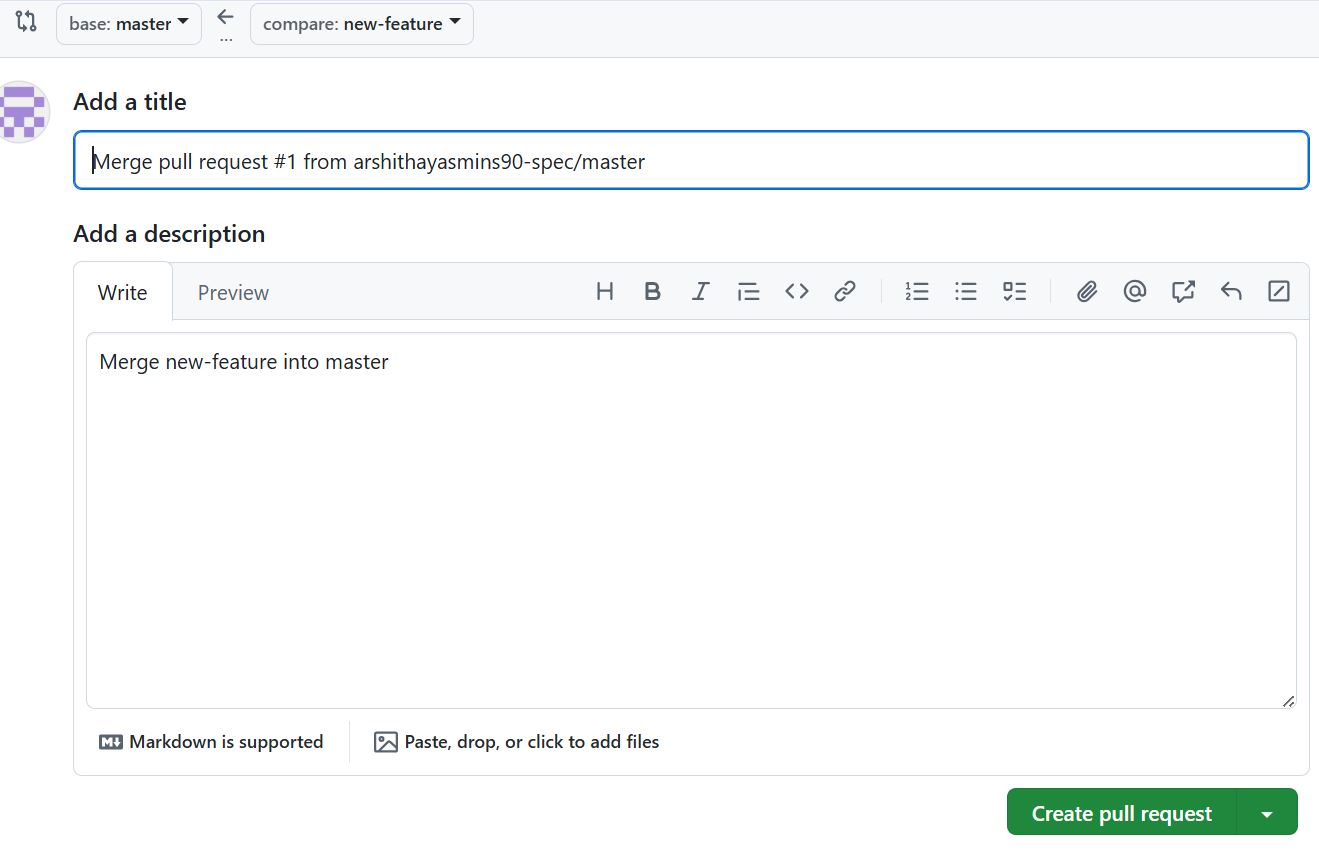 base: master
...
compare: new-feature
Add a title
Merge pull request #1 from arshithayasmins90-spec/master
Add a description
Write Preview
Merge new-feature into master
Markdown is supported
Paste, drop, or click to add files
Create pull request